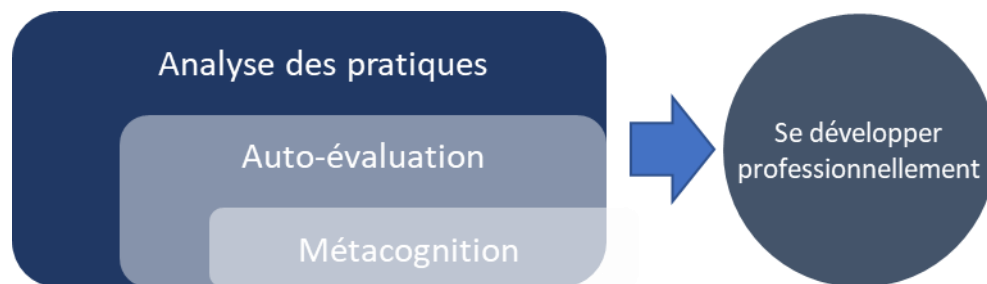 Analyse des pratiques
Auto-évaluation
Métacognition
Se développer
professionnellement